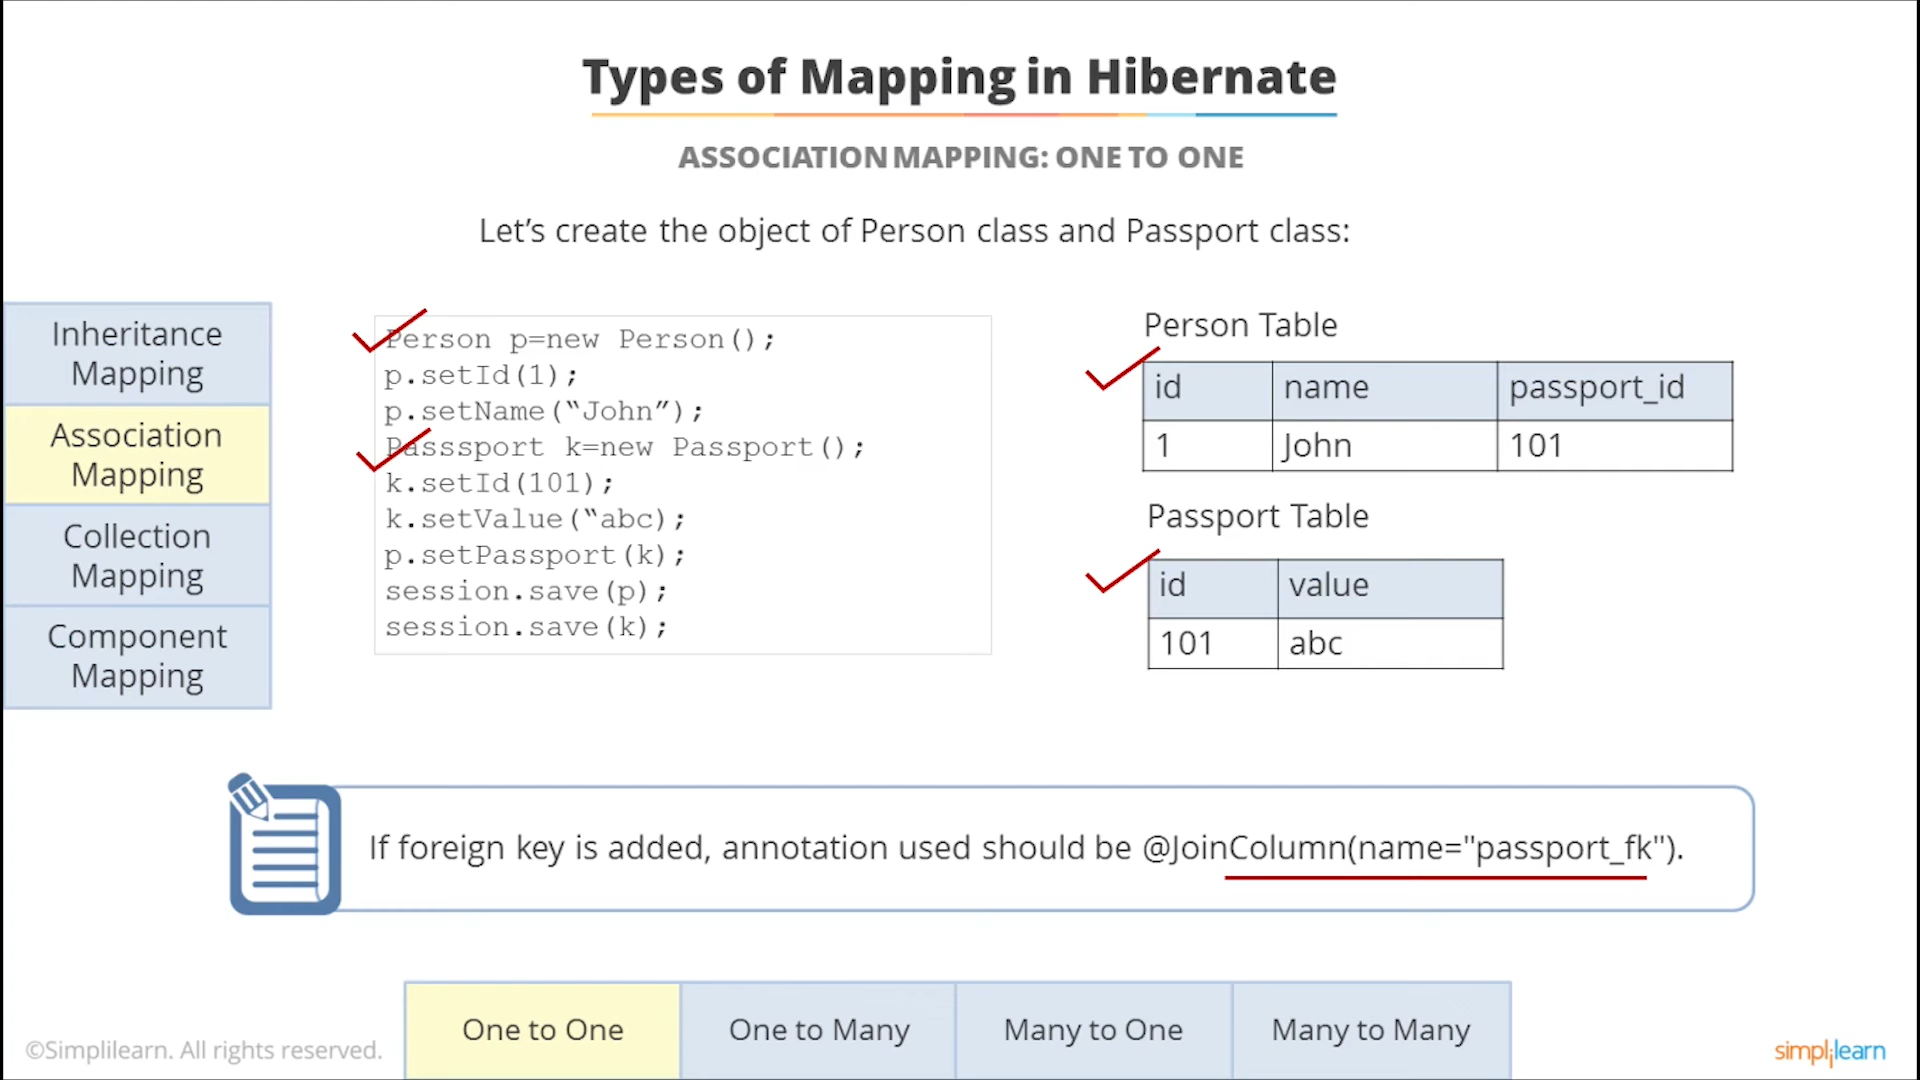 Types of Mapping in Hibernate
ASSOCIATION MAPPING: ONE TO ONE
Let's create the object of Person class and Passport class:
Inheritance
Mapping
Association
Mapping
Collection
Mapping
Component
Mapping
Person p=new Person();
p.setId(1);
p.setName(“John”);
Passsport k=new Passport();
k.setId(101);
k.setValue(“abc);
p.setPassport(k);
session.save(p);
session.save(k);
Person Table
id name passport_id
1 John 101
Passport Table
id value
101 abc
If foreign key is added, annotation used should be @JoinColumn(name="passport_fk").
One to One One to Many Many to One Many to Many
©Simplilearn. All rights reserved.
simplilearn